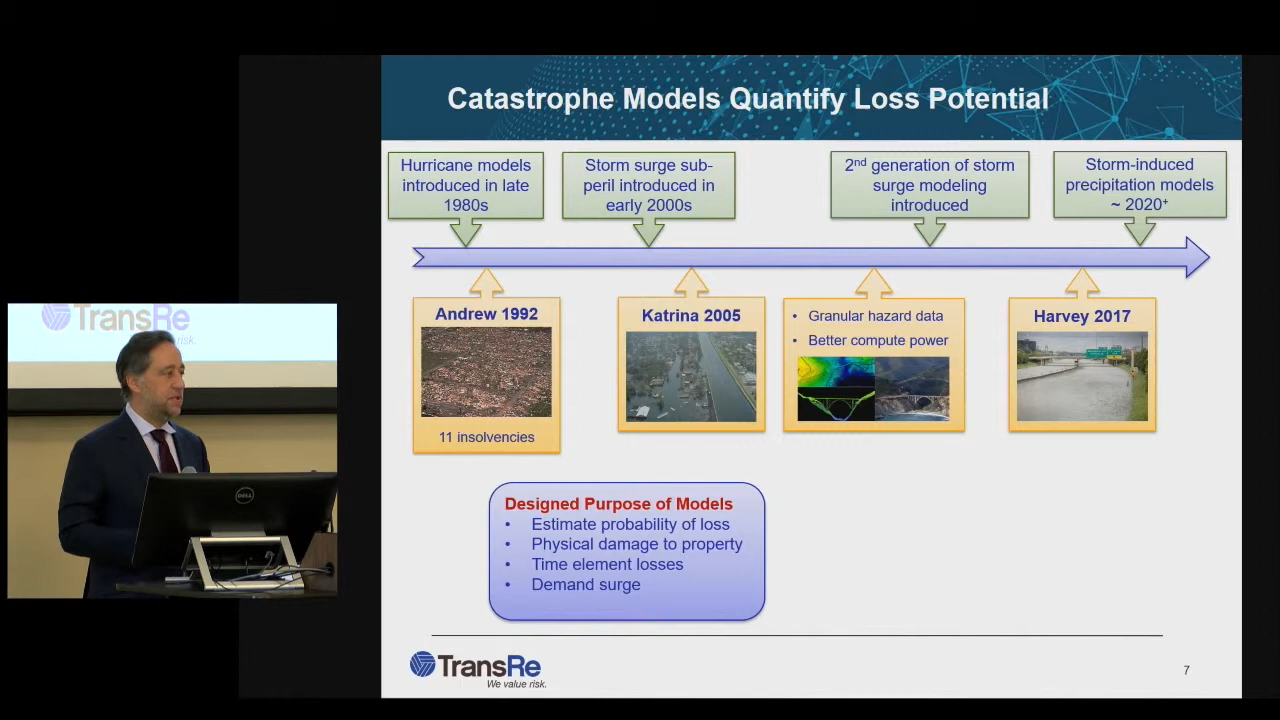 Catastrophe Models Quantify Loss Potential
Hurricane models
introduced in late
1980s
Storm surge sub-
peril introduced in
early 2000s
2nd generation of storm
surge modeling
introduced
Storm-induced
precipitation models
~ 2020+
Andrew 1992
11 insolvencies
Katrina 2005
• Granular hazard data
• Better compute power
Harvey 2017
Designed Purpose of Models
• Estimate probability of loss
• Physical damage to property
• Time element losses
• Demand surge
TransRe
We value risk.
7
TransRe
risk.
DELL